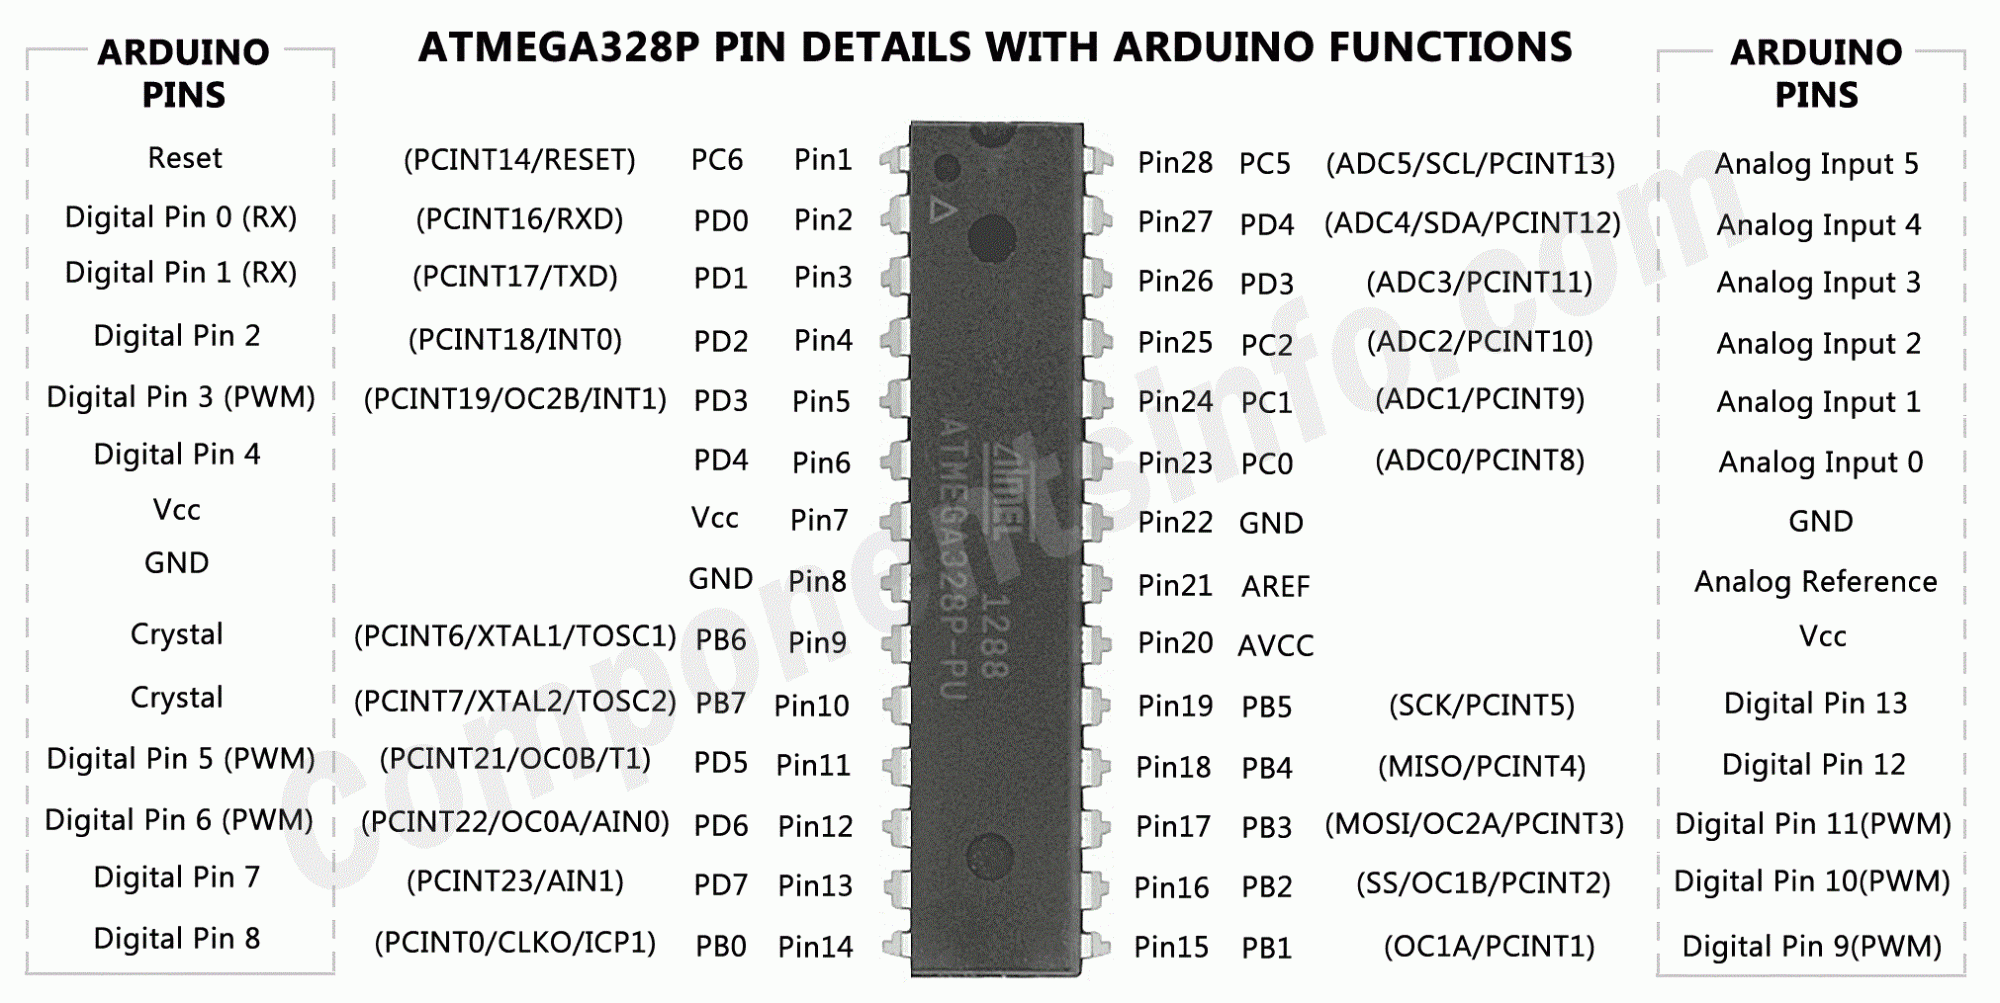 ATMEGA328P PIN DETAILS WITH ARDUINO FUNCTIONS
ARDUINO
PINS
ARDUINO
PINS
Reset (PCINT14/RESET) PC6 Pin1 Pin28 PC5 (ADC5/SCL/PCINT13) Analog Input 5
Digital Pin 0 (RX) (PCINT16/RXD) PD0 Pin2 Pin27 PD4 (ADC4/SDA/PCINT12) Analog Input 4
Digital Pin 1 (RX) (PCINT17/TXD) PD1 Pin3 Pin26 PD3 (ADC3/PCINT11) Analog Input 3
Digital Pin 2 (PCINT18/INT0) PD2 Pin4 Pin25 PC2 (ADC2/PCINT10) Analog Input 2
Digital Pin 3 (PWM) (PCINT19/OC2B/INT1) PD3 Pin5 Pin24 PC1 (ADC1/PCINT9) Analog Input 1
Digital Pin 4 PD4 Pin6 Pin23 PC0 (ADC0/PCINT8) Analog Input 0
Vcc Vcc Pin7 Pin22 GND GND
GND GND Pin8 Pin21 AREF Analog Reference
Crystal (PCINT6/XTAL1/TOSC1) PB6 Pin9 Pin20 AVCC Vcc
Crystal (PCINT7/XTAL2/TOSC2) PB7 Pin10 Pin19 PB5 (SCK/PCINT5) Digital Pin 13
Digital Pin 5 (PWM) (PCINT21/OC0B/T1) PD5 Pin11 Pin18 PB4 (MISO/PCINT4) Digital Pin 12
Digital Pin 6 (PWM) (PCINT22/OC0A/AIN0) PD6 Pin12 Pin17 PB3 (MOSI/OC2A/PCINT3) Digital Pin 11(PWM)
Digital Pin 7 (PCINT23/AIN1) PD7 Pin13 Pin16 PB2 (SS/OC1B/PCINT2) Digital Pin 10(PWM)
Digital Pin 8 (PCINT0/CLKO/ICP1) PB0 Pin14 Pin15 PB1 (OC1A/PCINT1) Digital Pin 9(PWM)
ATMEL 1288
ATMEGA328P-PU
ComponentsInfo.com